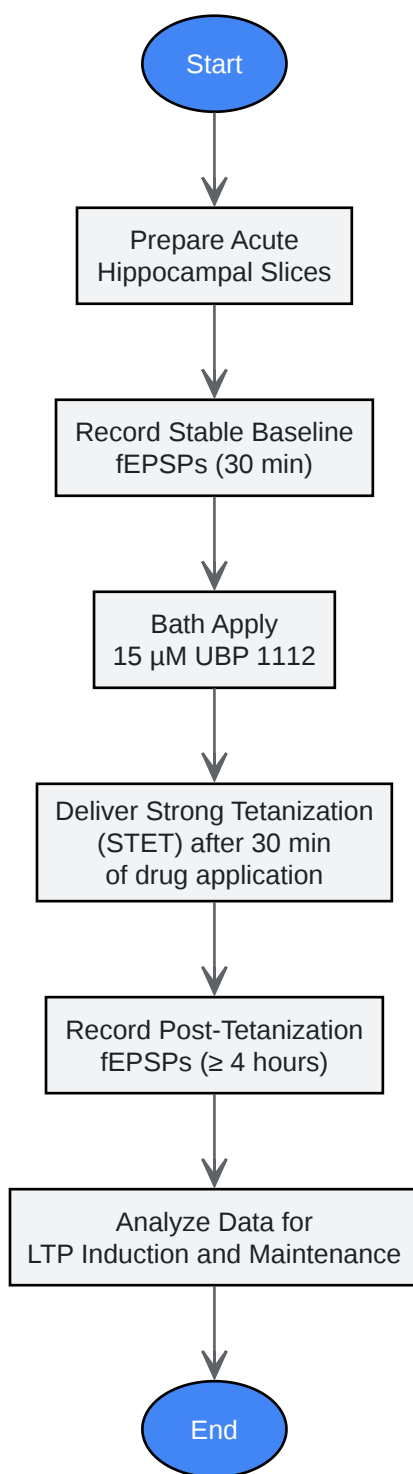 Start
Prepare Acute
Hippocampal Slices
Record Stable Baseline
fEPSPs (30 min)
Bath Apply
15 µM UBP 1112
Deliver Strong Tetanization
(STET) after 30 min
of drug application
Record Post-Tetanization
fEPSPs (≥ 4 hours)
Analyze Data for
LTP Induction and Maintenance
End